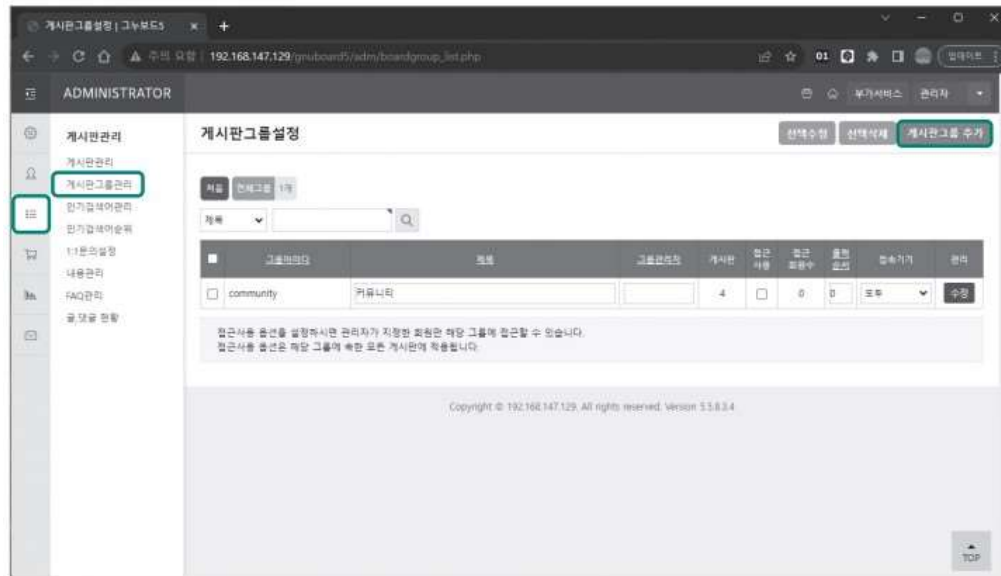 게시판그룹설정 | 그누보드5
주의 요함 192.168.147.129/gnuboard5/adm/boardgroup_list.php
01 업데이트
ADMINISTRATOR
부가서비스 관리자
게시판관리
게시판관리
게시판그룹관리
인기검색어관리
인기검색어순위
1:1문의설정
내용관리
FAQ관리
글,댓글 현황
게시판그룹설정
선택수정 선택삭제 게시판그룹 추가
처음 전체그룹 1개
제목
그룹아이디 제목 그룹관리자 게시판 접근사용 접근회원수 출력순서 접속기기 관리
community 커뮤니티 4 0 0 모두 수정
접근사용 옵션을 설정하시면 관리자가 지정한 회원만 해당 그룹에 접근할 수 있습니다.
접근사용 옵션은 해당 그룹에 속한 모든 게시판에 적용됩니다.
Copyright © 192.168.147.129. All rights reserved. Version 5.5.8.3.4
TOP